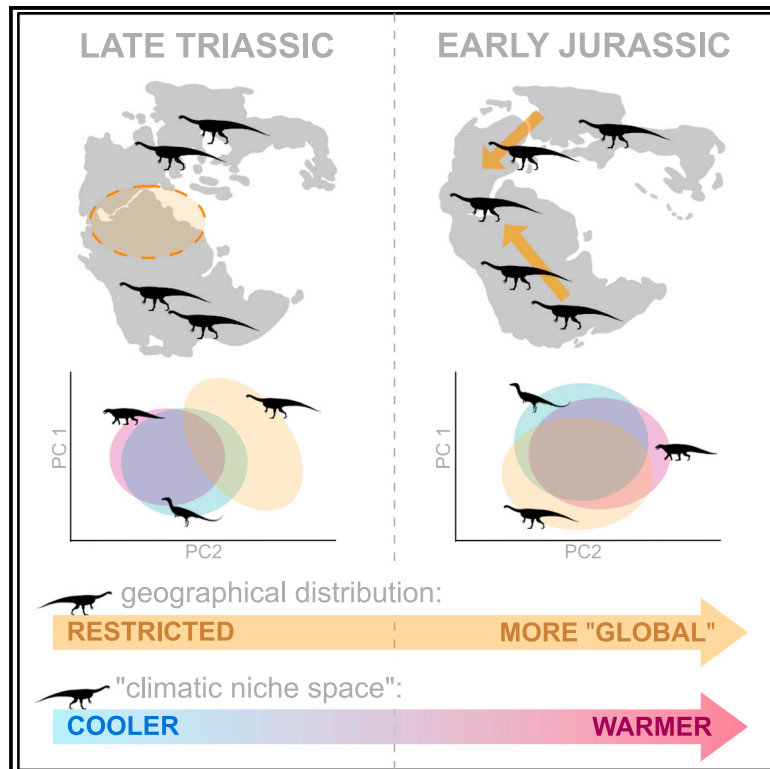 LATE TRIASSIC
EARLY JURASSIC
PC 1
PC2
PC 1
PC2
geographical distribution:
RESTRICTED
MORE "GLOBAL"
"climatic niche space":
COOLER
WARMER